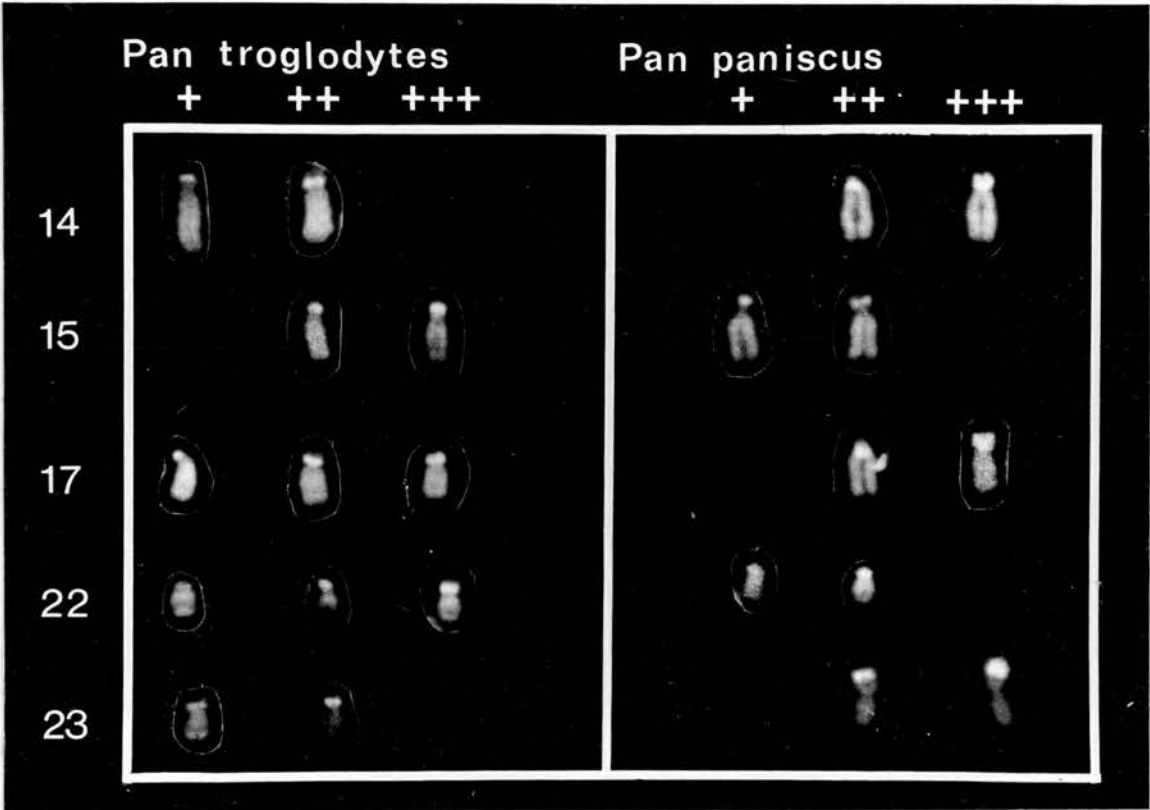 Pan troglodytes Pan paniscus
+ ++ +++ + ++ +++
14
15
17
22
23